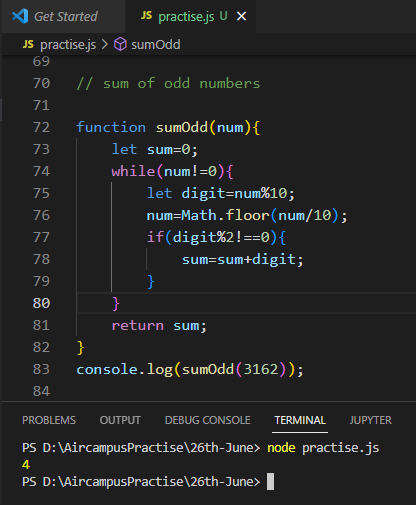 Get Started
JS practise.js U ×
JS practise.js > sumOdd
69
70 // sum of odd numbers
71
72 function sumOdd(num){
73 let sum=0;
74 while(num!=0){
75 let digit=num%10;
76 num=Math.floor(num/10);
77 if(digit%2!==0){
78 sum=sum+digit;
79 }
80 }
81 return sum;
82 }
83 console.log(sumOdd(3162));
84
PROBLEMS OUTPUT DEBUG CONSOLE TERMINAL JUPYTER
PS D:\AircampusPractise\26th-June> node practise.js
4
PS D:\AircampusPractise\26th-June>